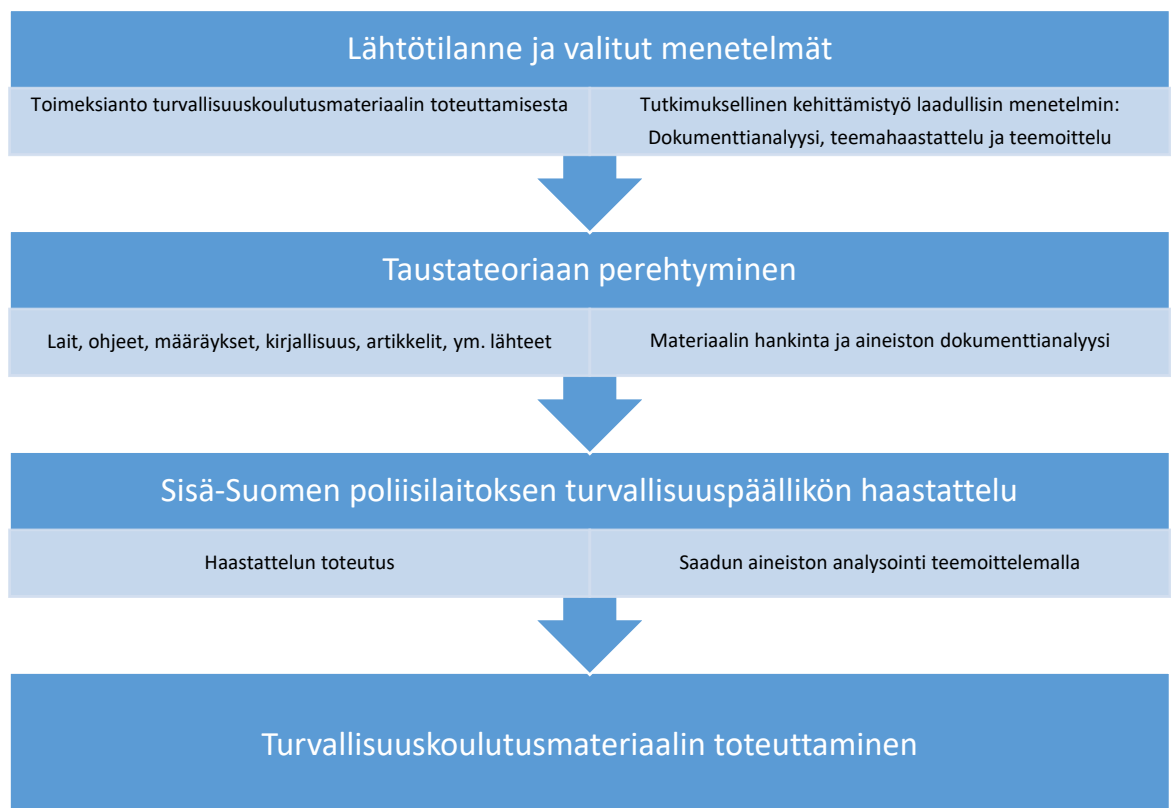 Lähtötilanne ja valitut menetelmät
Toimeksianto turvallisuuskoulutusmateriaalin toteuttamisesta
Tutkimuksellinen kehittämistyö laadullisin menetelmin:
Dokumenttianalyysi, teemahaastattelu ja teemoittelu
Taustateoriaan perehtyminen
Lait, ohjeet, määräykset, kirjallisuus, artikkelit, ym. lähteet
Materiaalin hankinta ja aineiston dokumenttianalyysi
Sisä-Suomen poliisilaitoksen turvallisuuspäällikön haastattelu
Haastattelun toteutus
Saadun aineiston analysointi teemoittelemalla
Turvallisuuskoulutusmateriaalin toteuttaminen